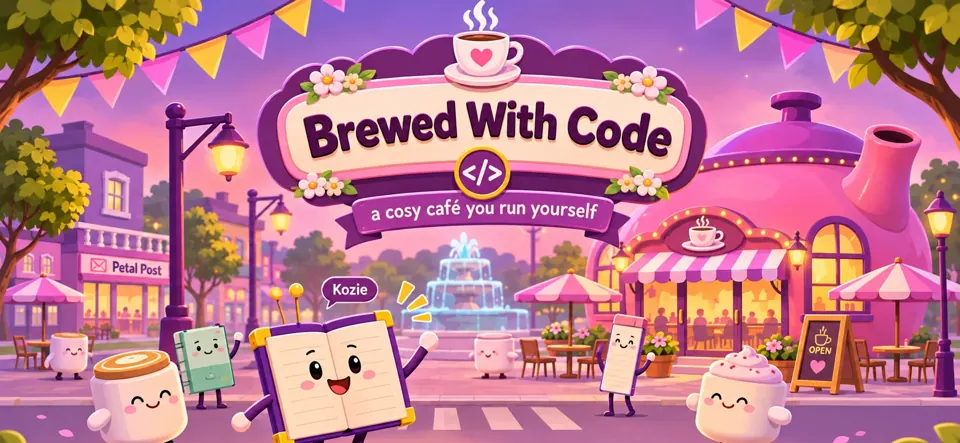 Brewed With Code
</>
a cosy café you run yourself
Petal Post
Kozie
OPEN